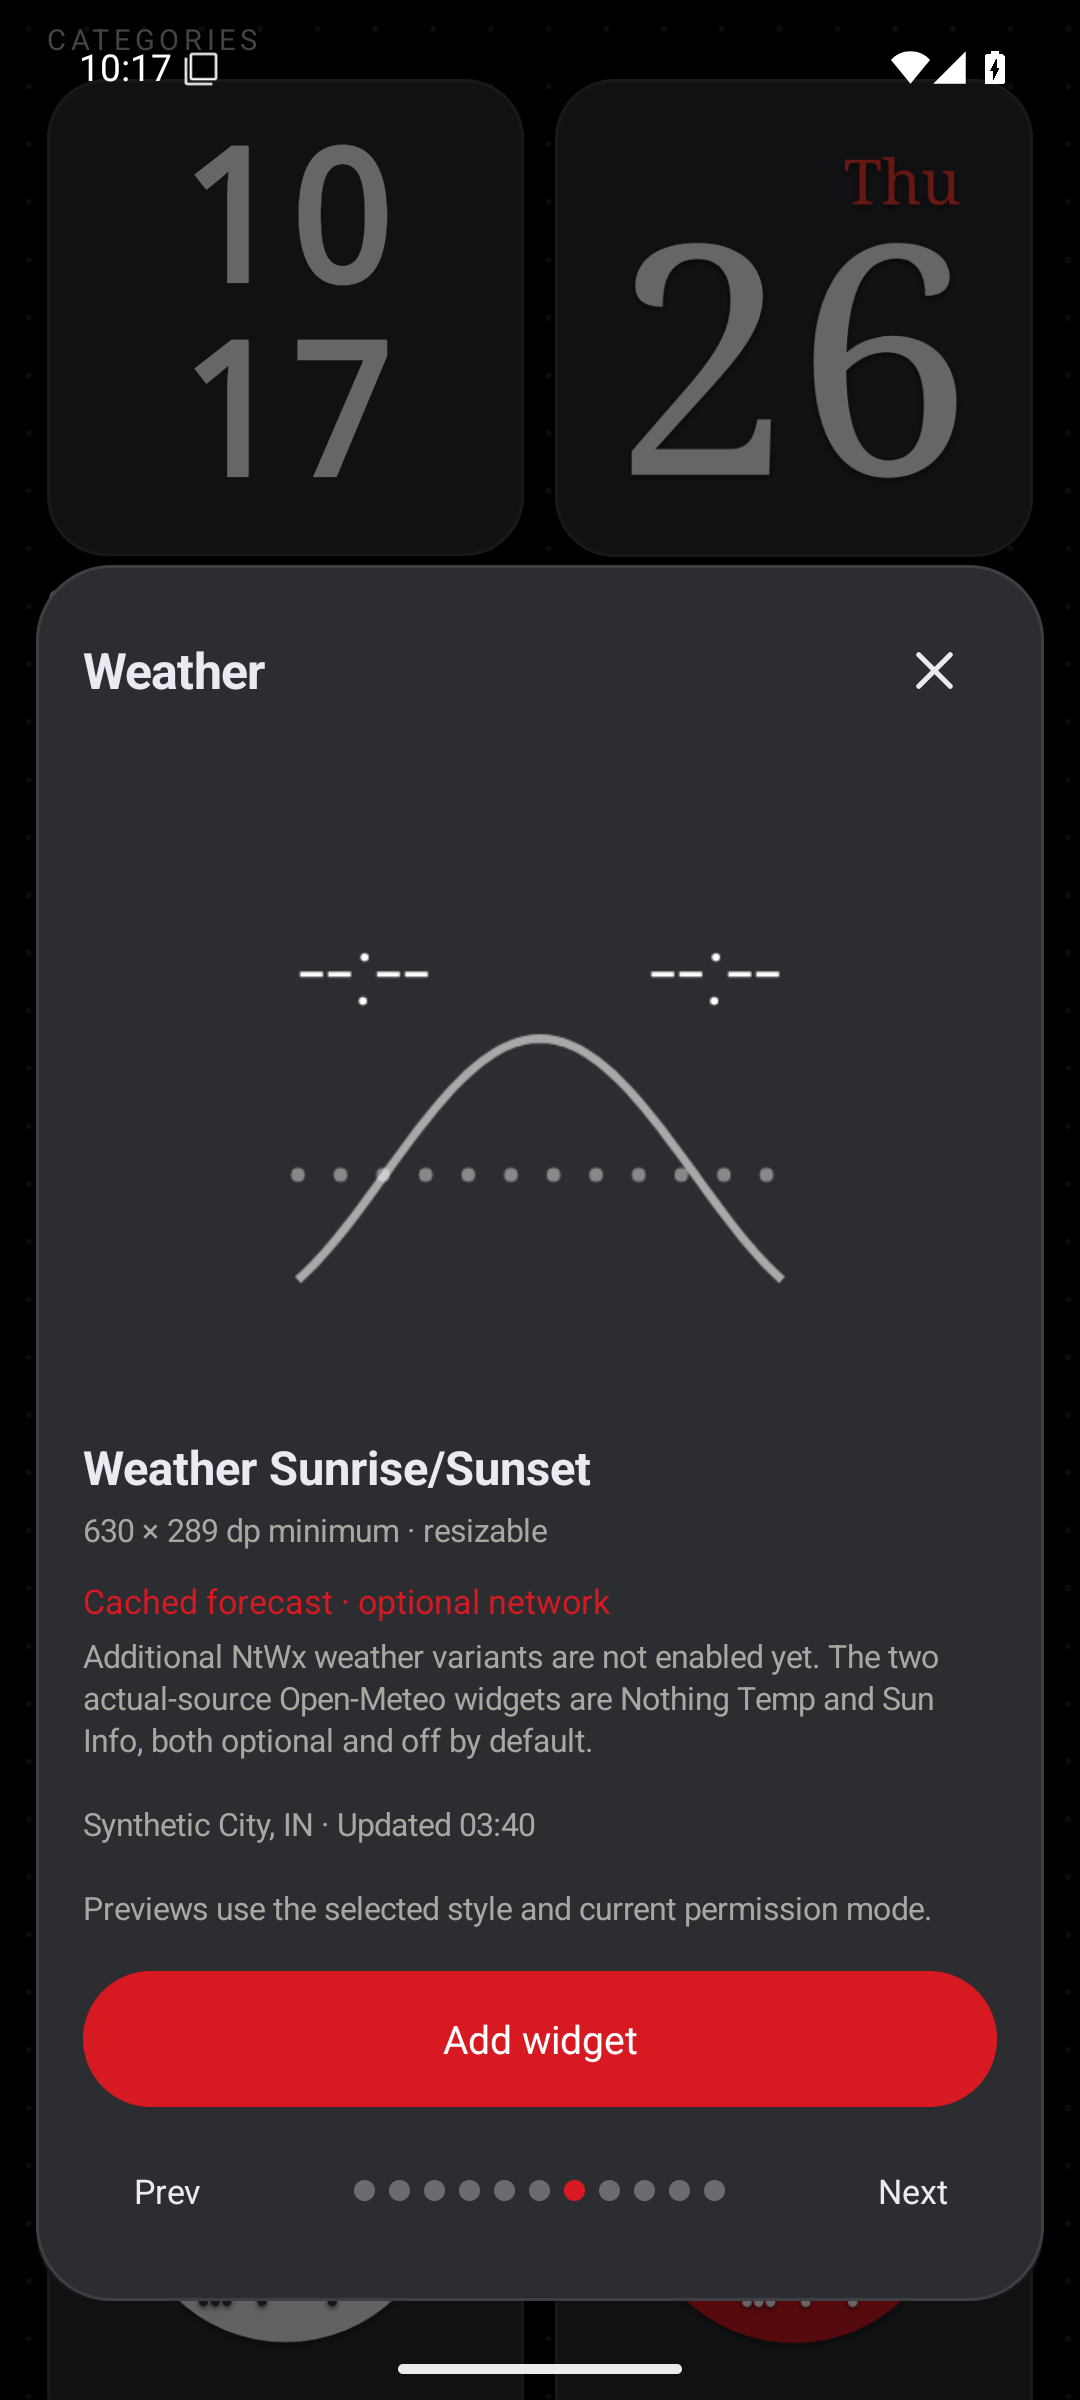 CATEGORIES
10:17
10
17
Thu
26
Weather
--:--
--:--
Weather Sunrise/Sunset
630 × 289 dp minimum · resizable
Cached forecast · optional network
Additional NtWx weather variants are not enabled yet. The two
actual-source Open-Meteo widgets are Nothing Temp and Sun
Info, both optional and off by default.
Synthetic City, IN · Updated 03:40
Previews use the selected style and current permission mode.
Add widget
Prev
Next